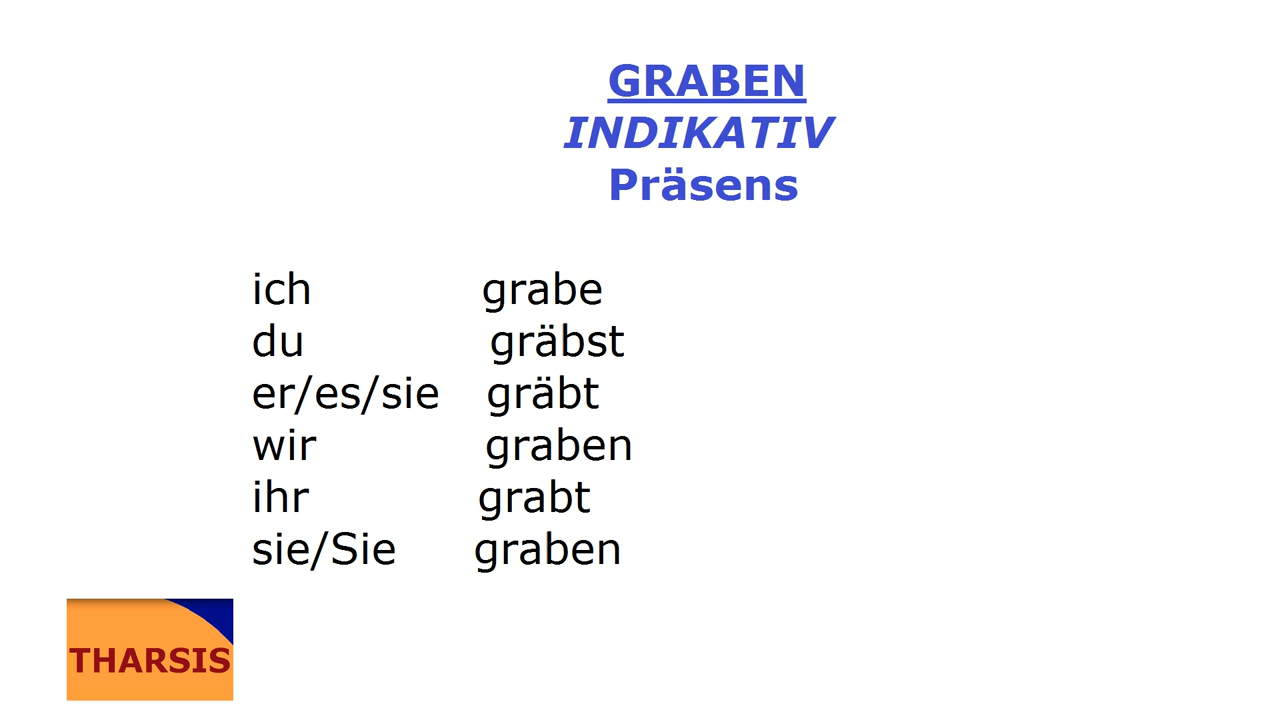 GRABEN
INDIKATIV
Präsens
ich grabe
du gräbst
er/es/sie gräbt
wir graben
ihr grabt
sie/Sie graben
THARSIS